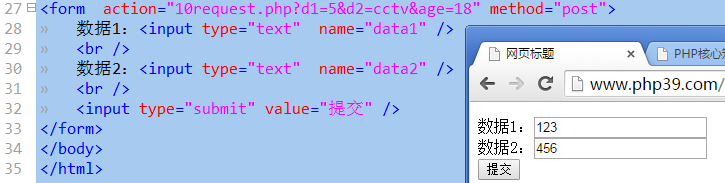 27 <form  action="10request.php?d1=5&d2=cctv&age=18" method="post">
28 » 数据1: <input type="text"  name="data1" />
29 » <br />
30 » 数据2: <input type="text"  name="data2" />
31 » <br />
32 » <input type="submit" value="提交" />
33 </form>
34 </body>
35 </html>
网页标题 × PHP核心
www.php39.com/
数据1: 123
数据2: 456
提交